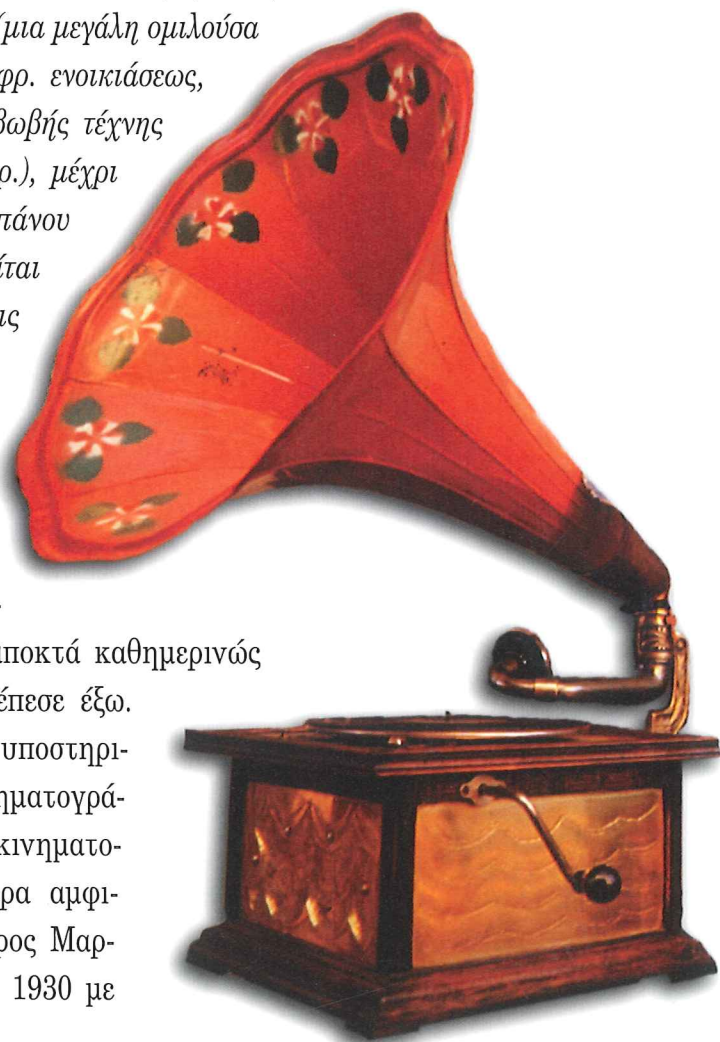 (μια μεγάλη ομιλούσα
φρ. ενοικιάσεως,
βωβής τέχνης
ρ.), μέχρι
πάνου
ίται
ις
αποκτά καθημερινώς
έπεσε έξω.
υποστηρι-
ηματογρά-
κινηματο-
ρα αμφι-
ρος Μαρ-
1930 με